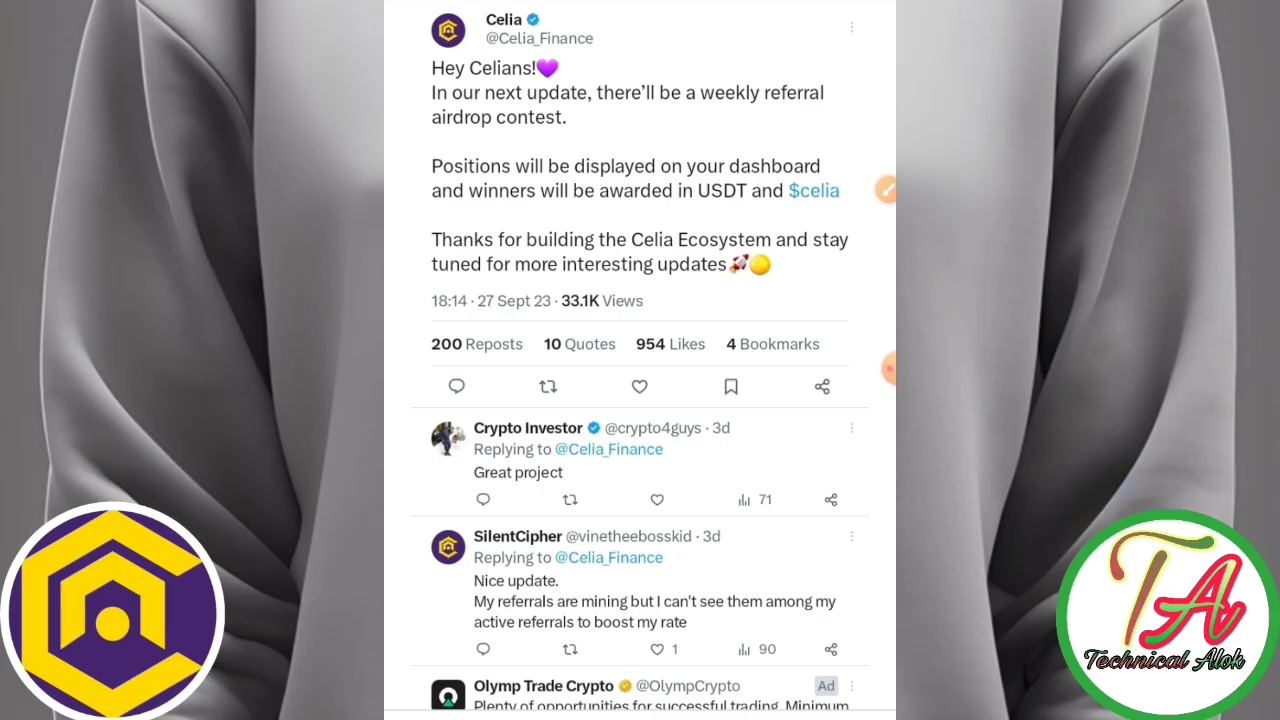 Celia
@Celia_Finance
Hey Celians!💜
In our next update, there’ll be a weekly referral
airdrop contest.
Positions will be displayed on your dashboard
and winners will be awarded in USDT and $celia
Thanks for building the Celia Ecosystem and stay
tuned for more interesting updates🚀🟡
18:14 · 27 Sept 23 · 33.1K Views
200 Reposts 10 Quotes 954 Likes 4 Bookmarks
Crypto Investor @crypto4guys · 3d
Replying to @Celia_Finance
Great project
71
SilentCipher @vinetheebosskid · 3d
Replying to @Celia_Finance
Nice update.
My referrals are mining but I can't see them among my
active referrals to boost my rate
1 90
Olymp Trade Crypto @OlympCrypto Ad
Plenty of opportunities for successful trading. Minimum
TA
Technical Alok